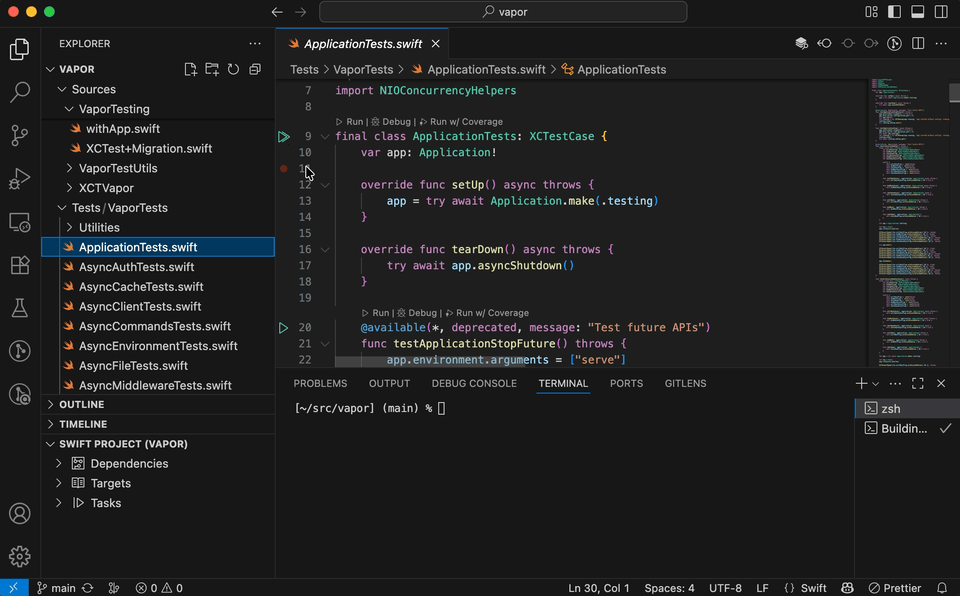 vapor
EXPLORER
VAPOR
Sources
VaporTesting
withApp.swift
XCTest+Migration.swift
VaporTestUtils
XCTVapor
Tests/VaporTests
Utilities
ApplicationTests.swift
AsyncAuthTests.swift
AsyncCacheTests.swift
AsyncClientTests.swift
AsyncCommandsTests.swift
AsyncEnvironmentTests.swift
AsyncFileTests.swift
AsyncMiddlewareTests.swift
OUTLINE
TIMELINE
SWIFT PROJECT (VAPOR)
Dependencies
Targets
Tasks
ApplicationTests.swift
Tests > VaporTests > ApplicationTests.swift > ApplicationTests
7 import NIOConcurrencyHelpers
8
Run | Debug | Run w/ Coverage
9 final class ApplicationTests: XCTestCase {
10 var app: Application!
12 override func setUp() async throws {
13 app = try await Application.make(.testing)
14 }
15
16 override func tearDown() async throws {
17 try await app.asyncShutdown()
18 }
19
Run | Debug | Run w/ Coverage
20 @available(*, deprecated, message: "Test future APIs")
21 func testApplicationStopFuture() throws {
22 app.environment.arguments = ["serve"]
PROBLEMS OUTPUT DEBUG CONSOLE TERMINAL PORTS GITLENS
[~/src/vapor] (main) %
zsh
Buildin...
main 0 0 Ln 30, Col 1 Spaces: 4 UTF-8 LF {} Swift Prettier